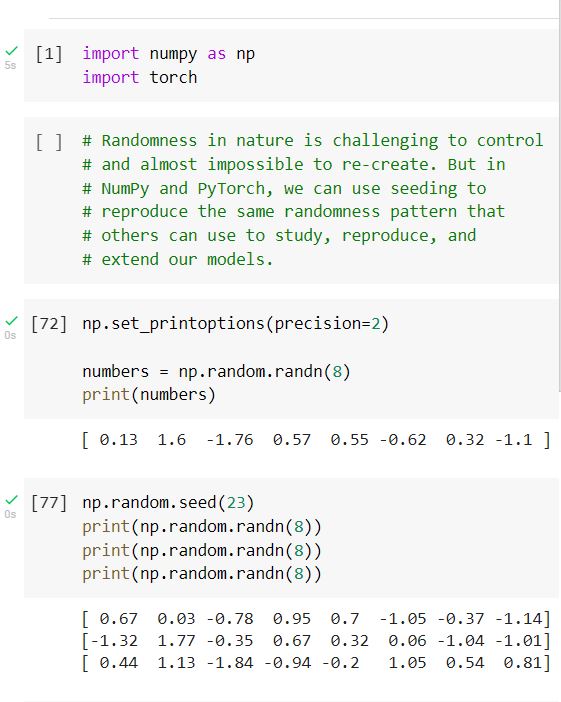 [1] import numpy as np
5s
import torch
[ ] # Randomness in nature is challenging to control
# and almost impossible to re-create. But in
# NumPy and PyTorch, we can use seeding to
# reproduce the same randomness pattern that
# others can use to study, reproduce, and
# extend our models.
[72] np.set_printoptions(precision=2)
0s
numbers = np.random.randn(8)
print(numbers)
[ 0.13  1.6  -1.76  0.57  0.55 -0.62  0.32 -1.1 ]
[77] np.random.seed(23)
0s
print(np.random.randn(8))
print(np.random.randn(8))
print(np.random.randn(8))
[ 0.67  0.03 -0.78  0.95  0.7  -1.05 -0.37 -1.14]
[-1.32  1.77 -0.35  0.67  0.32  0.06 -1.04 -1.01]
[ 0.44  1.13 -1.84 -0.94 -0.2   1.05  0.54  0.81]